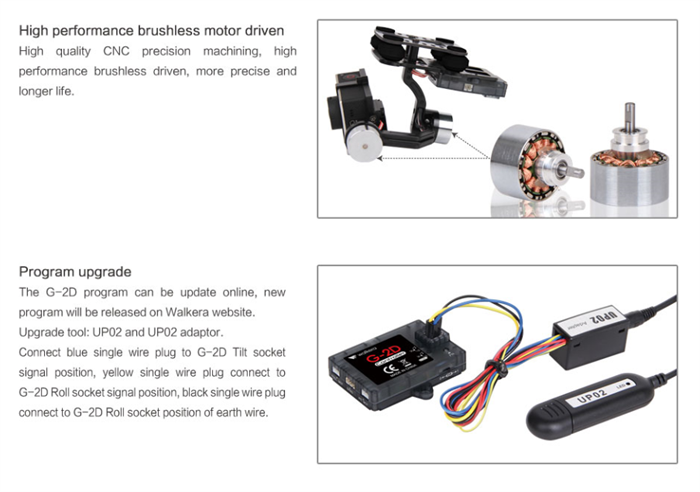 High performance brushless motor driven
High quality CNC precision machining, high
performance brushless driven, more precise and
longer life.
Program upgrade
The G-2D program can be update online, new
program will be released on Walkera website.
Upgrade tool: UP02 and UP02 adaptor.
Connect blue single wire plug to G-2D Tilt socket
signal position, yellow single wire plug connect to
G-2D Roll socket signal position, black single wire plug
connect to G-2D Roll socket position of earth wire.
G-2D
CE
UP02
UP02